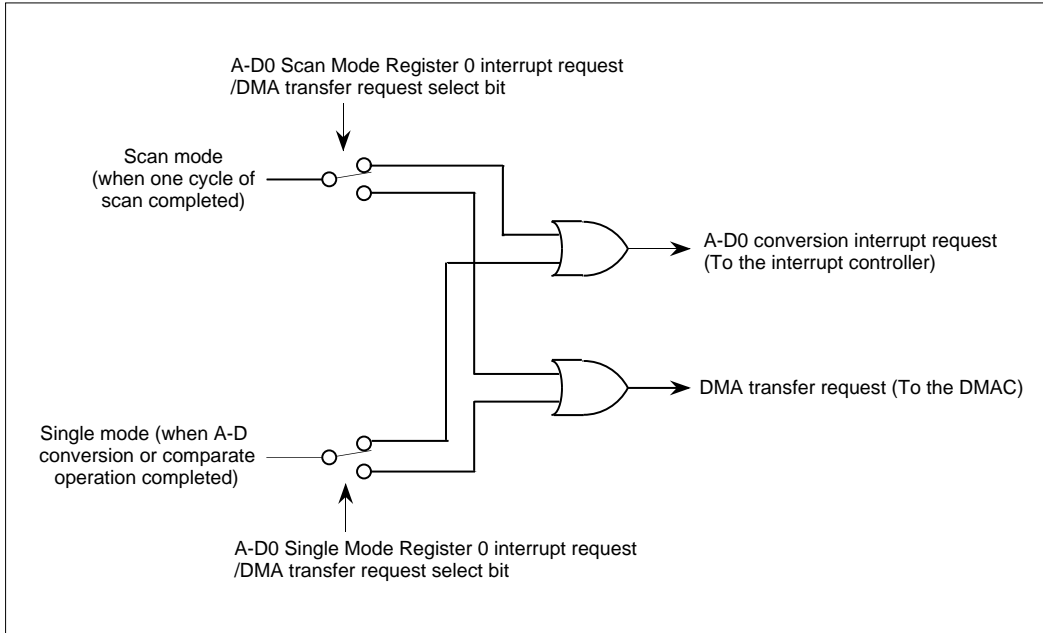 A-D0 Scan Mode Register 0 interrupt request
/DMA transfer request select bit
Scan mode
(when one cycle of
scan completed)
A-D0 conversion interrupt request
(To the interrupt controller)
DMA transfer request (To the DMAC)
Single mode (when A-D
conversion or comparate
operation completed)
A-D0 Single Mode Register 0 interrupt request
/DMA transfer request select bit